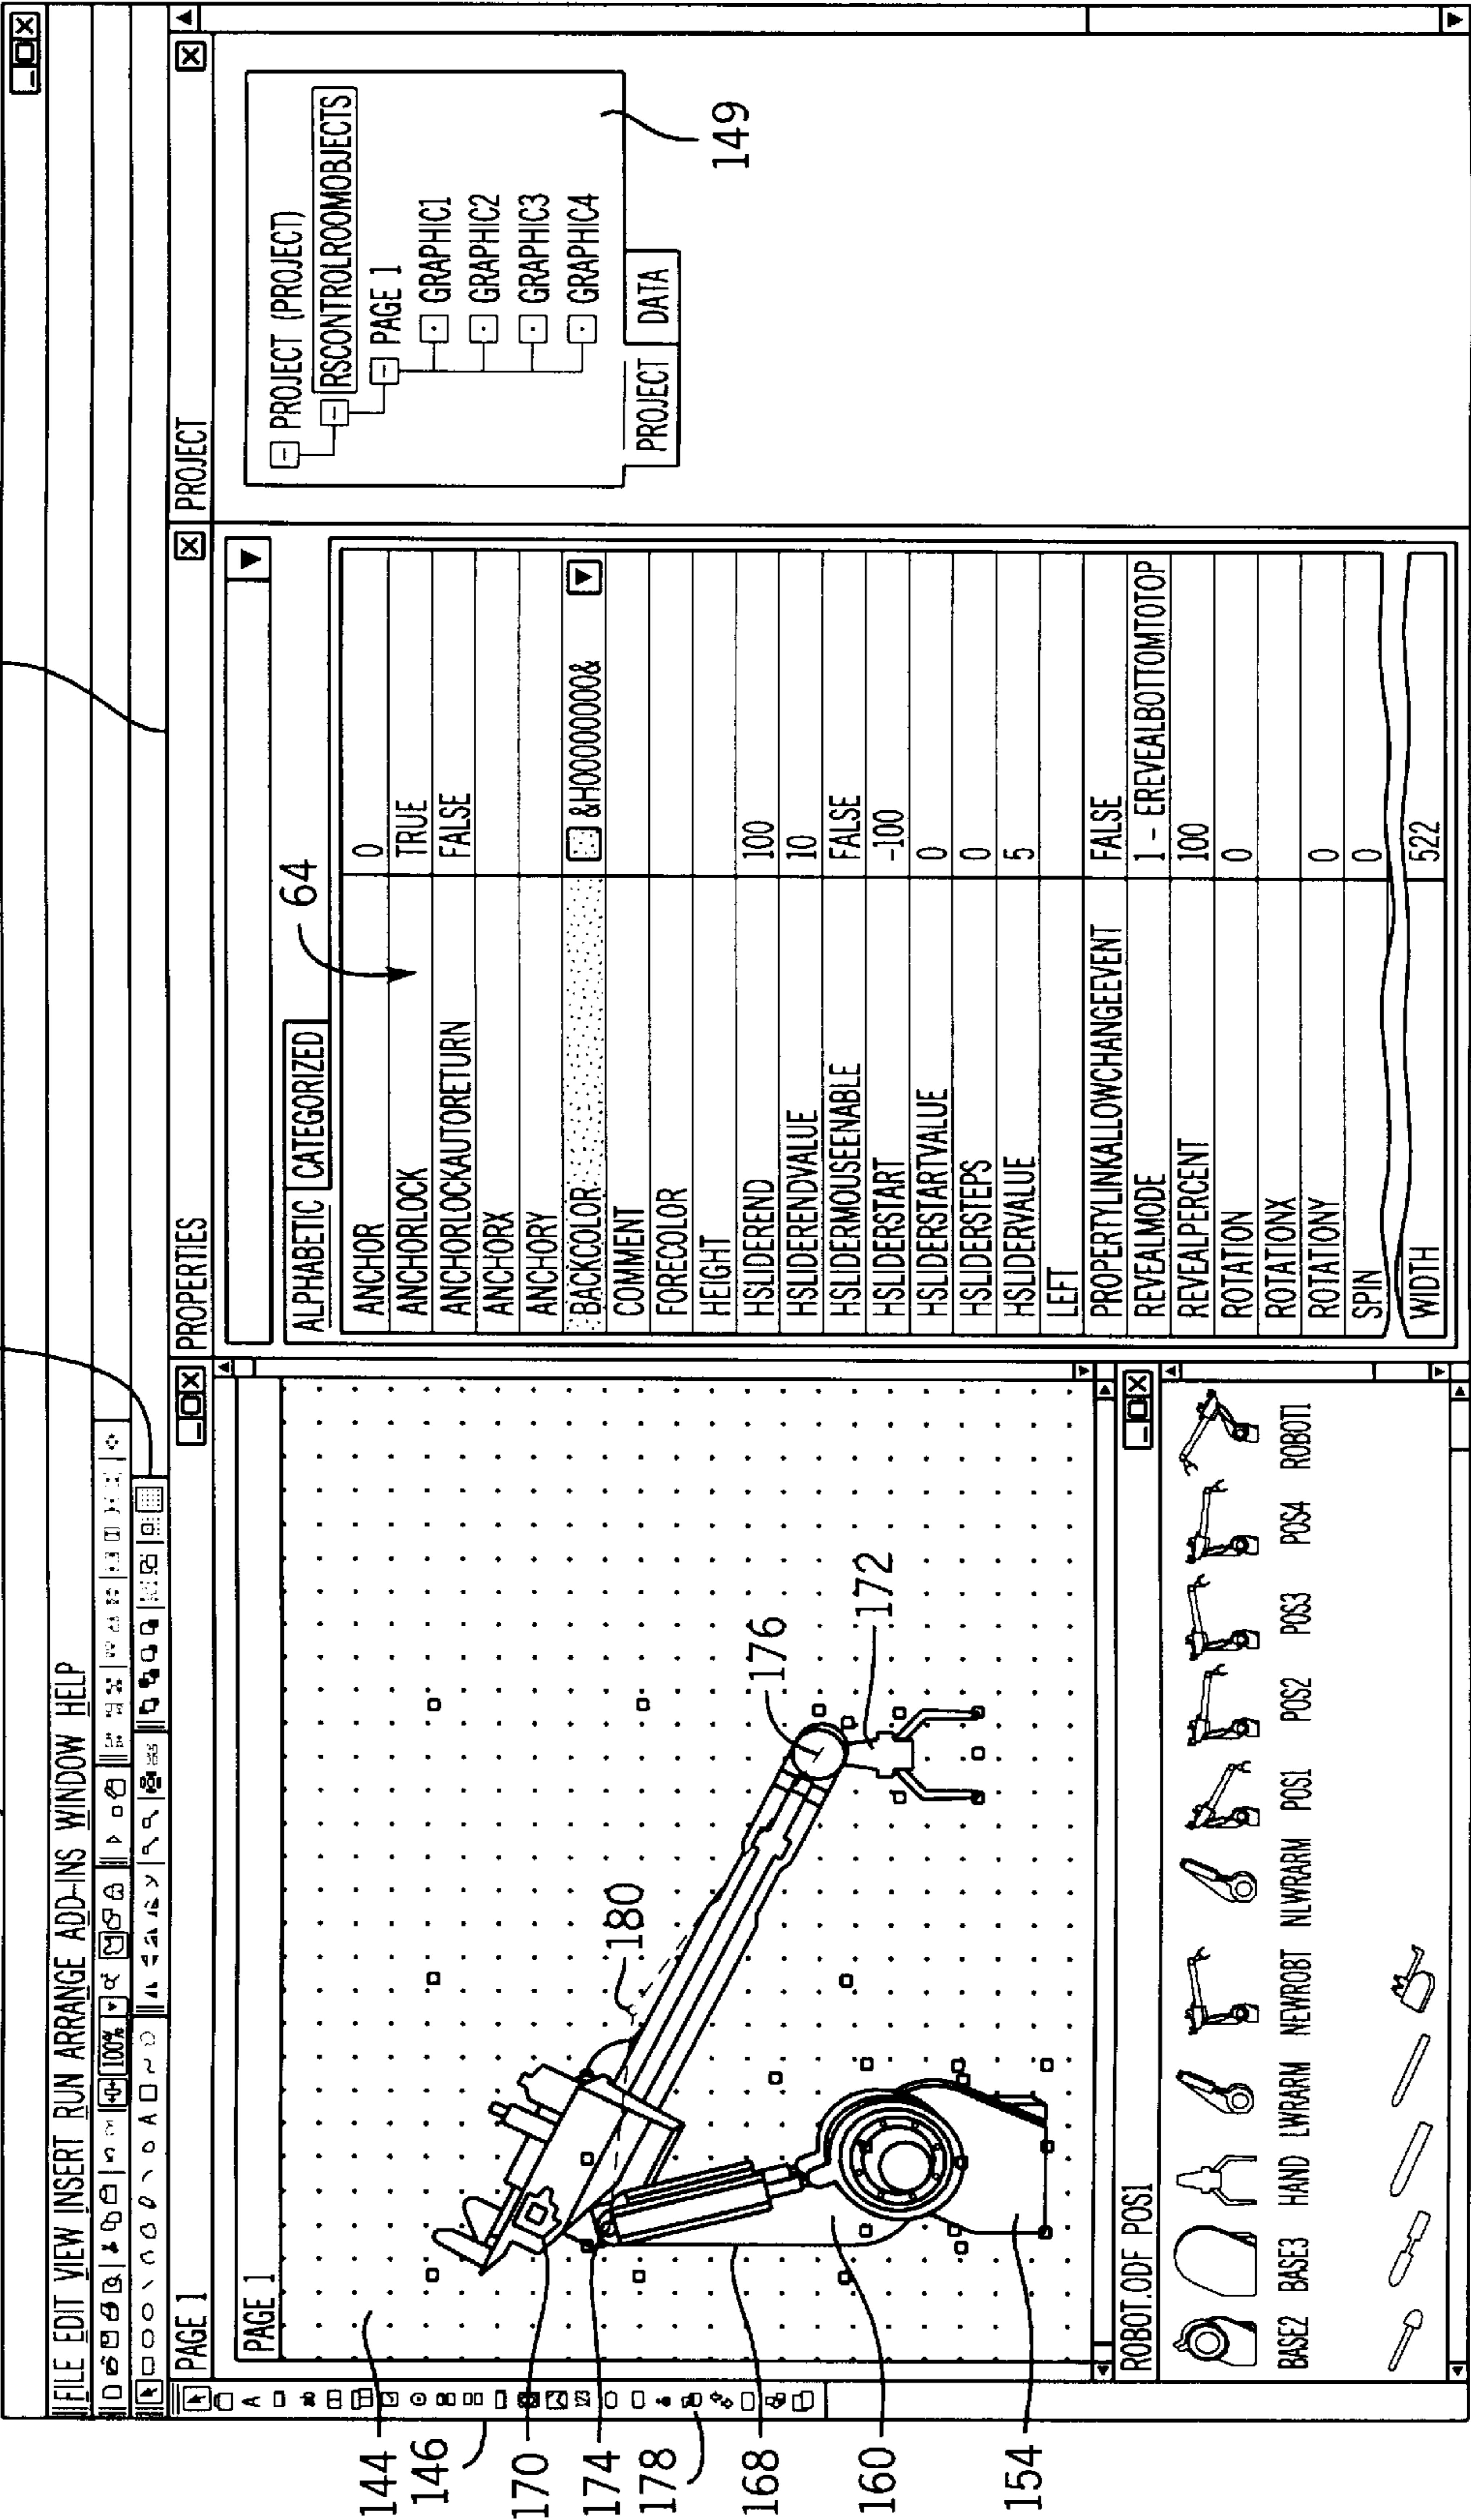 FILE EDIT VIEW INSERT RUN ARRANGE ADD-INS WINDOW HELP
100%
A
PAGE 1
PAGE 1
A
ab
144
146
170
174
178
168
160
154
180
176
172
ROBOT.ODF POS1
BASE2 BASE3 HAND LWRARM NEWROBT NLWRARM POS1 POS2 POS3 POS4 ROBOT1
PROPERTIES
ALPHABETIC CATEGORIZED
64
ANCHOR 0
ANCHORLOCK TRUE
ANCHORLOCKAUTORETURN FALSE
ANCHORX
ANCHORY
BACKCOLOR &H00000000&
COMMENT
FORECOLOR
HEIGHT
HSLIDEREND 100
HSLIDERENDVALUE 10
HSLIDERMOUSEENABLE FALSE
HSLIDERSTART -100
HSLIDERSTARTVALUE 0
HSLIDERSTEPS 0
HSLIDERVALUE 5
LEFT
PROPERTYLINKALLOWCHANGEEVENT FALSE
REVEALMODE 1 - EREVEALBOTTOMTOTOP
REVEALPERCENT 100
ROTATION 0
ROTATIONX
ROTATIONY 0
SPIN 0
WIDTH 522
PROJECT
PROJECT (PROJECT)
RSCONTROLROOMOBJECTS
PAGE 1
GRAPHIC1
GRAPHIC2
GRAPHIC3
GRAPHIC4
PROJECT DATA
149